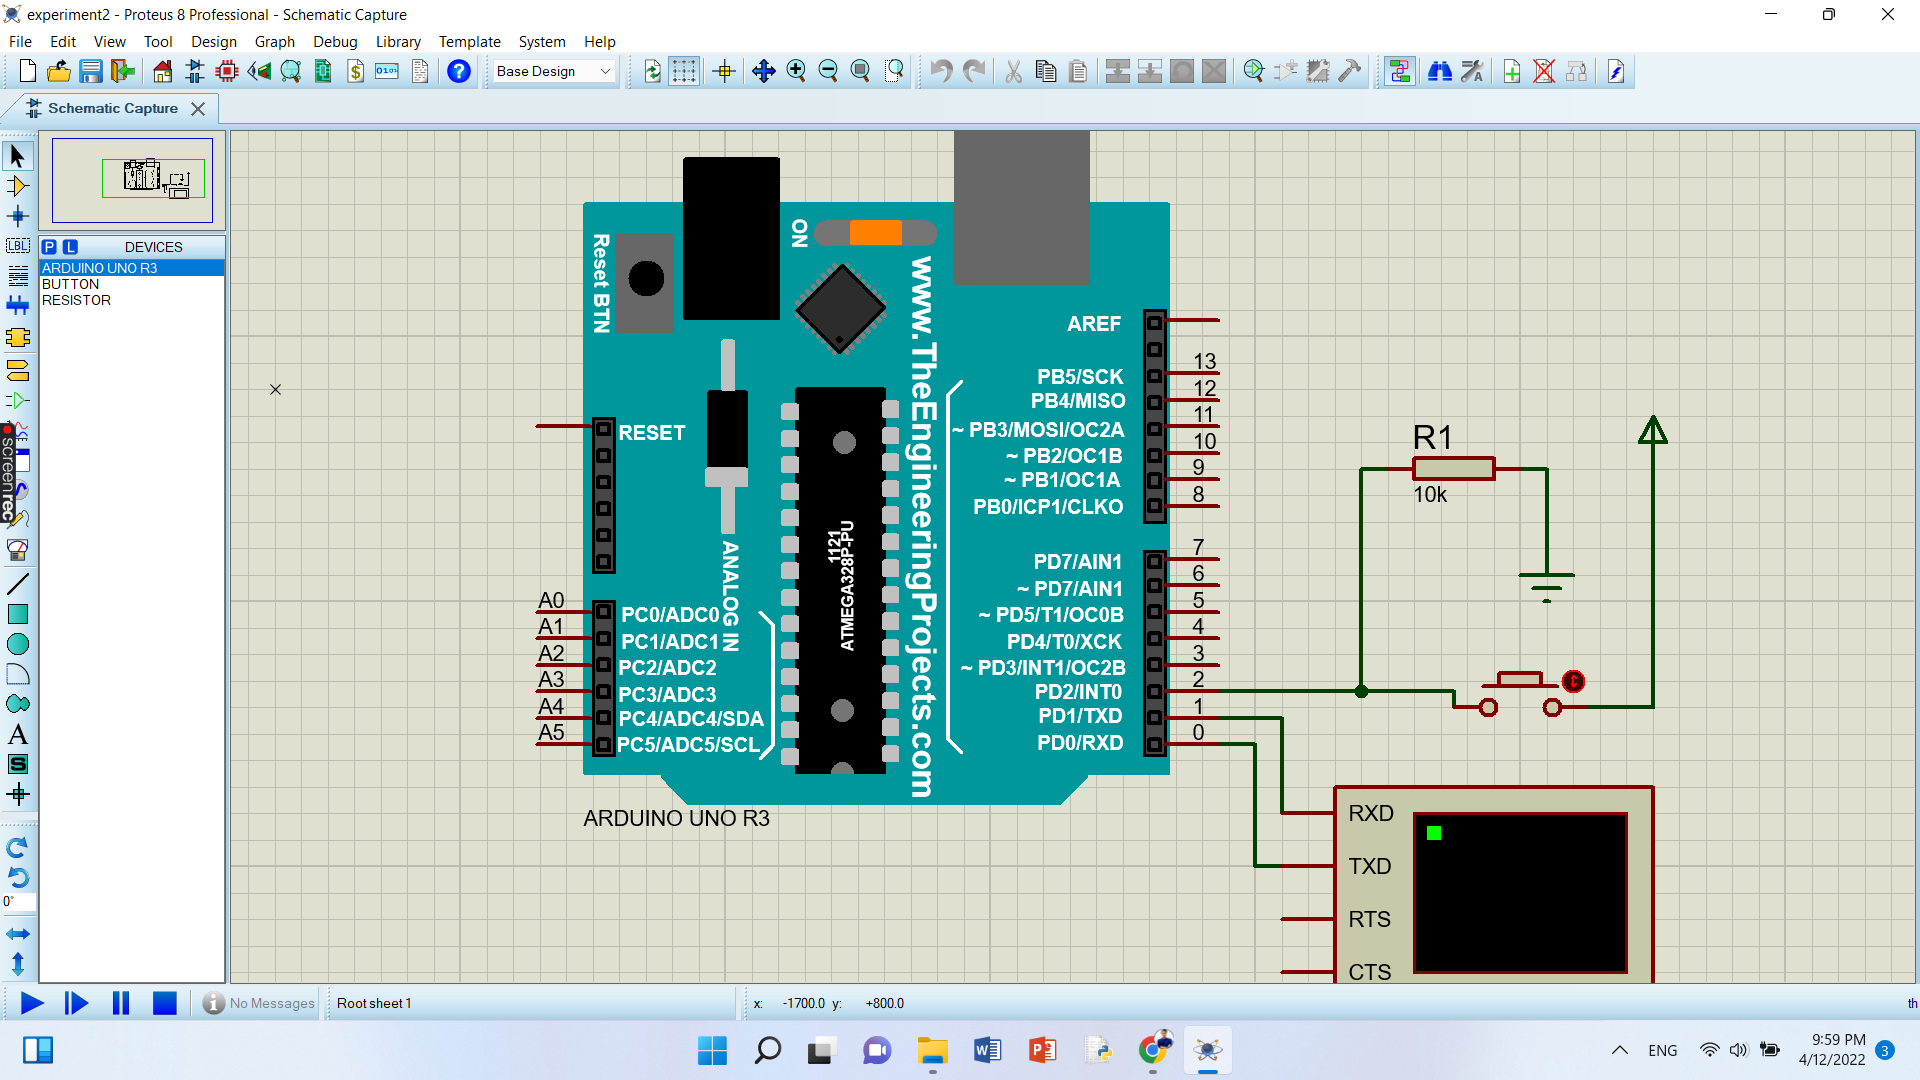 experiment2 - Proteus 8 Professional - Schematic Capture
File Edit View Tool Design Graph Debug Library Template System Help
Base Design
Schematic Capture
P L DEVICES
ARDUINO UNO R3
BUTTON
RESISTOR
LBL
A
S
0°
screenrec
Reset BTN
ON
www.TheEngineeringProjects.com
RESET
ANALOG IN
1121
ATMEGA328P-PU
A0 PC0/ADC0
A1 PC1/ADC1
A2 PC2/ADC2
A3 PC3/ADC3
A4 PC4/ADC4/SDA
A5 PC5/ADC5/SCL
AREF
PB5/SCK 13
PB4/MISO 12
~ PB3/MOSI/OC2A 11
~ PB2/OC1B 10
~ PB1/OC1A 9
PB0/ICP1/CLKO 8
PD7/AIN1 7
~ PD7/AIN1 6
~ PD5/T1/OC0B 5
PD4/T0/XCK 4
~ PD3/INT1/OC2B 3
PD2/INT0 2
PD1/TXD 1
PD0/RXD 0
ARDUINO UNO R3
R1
10k
RXD
TXD
RTS
CTS
No Messages Root sheet 1 x: -1700.0 y: +800.0 th
ENG
9:59 PM
4/12/2022
3